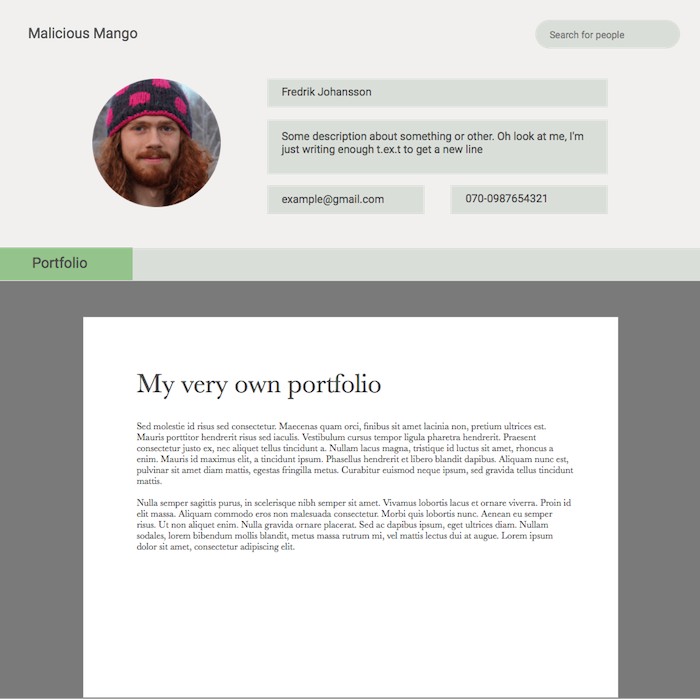 Malicious Mango
Search for people
Fredrik Johansson
Some description about something or other. Oh look at me, I'm
just writing enough t.ex.t to get a new line
example@gmail.com
070-0987654321
Portfolio
My very own portfolio
Sed molestie id risus sed consectetur. Maecenas quam orci, finibus sit amet lacinia non, pretium ultrices est.
Mauris porttitor hendrerit risus sed iaculis. Vestibulum cursus tempor ligula pharetra hendrerit. Praesent
consectetur justo ex, nec aliquet tellus tincidunt a. Nullam lacus magna, tristique id luctus sit amet, rhoncus a
enim. Mauris id maximus elit, a tincidunt ipsum. Phasellus hendrerit et libero blandit dapibus. Aliquam nunc est,
pulvinar sit amet diam mattis, egestas fringilla metus. Curabitur euismod neque ipsum, sed gravida tellus tincidunt
mattis.
Nulla semper sagittis purus, in scelerisque nibh semper sit amet. Vivamus lobortis lacus et ornare viverra. Proin id
elit massa. Aliquam commodo eros non malesuada consectetur. Morbi quis lobortis nunc. Aenean eu semper
risus. Ut non aliquet enim. Nulla gravida ornare placerat. Sed ac dapibus ipsum, eget ultrices diam. Nullam
sodales, lorem bibendum mollis blandit, metus massa rutrum mi, vel mattis lectus dui at augue. Lorem ipsum
dolor sit amet, consectetur adipiscing elit.